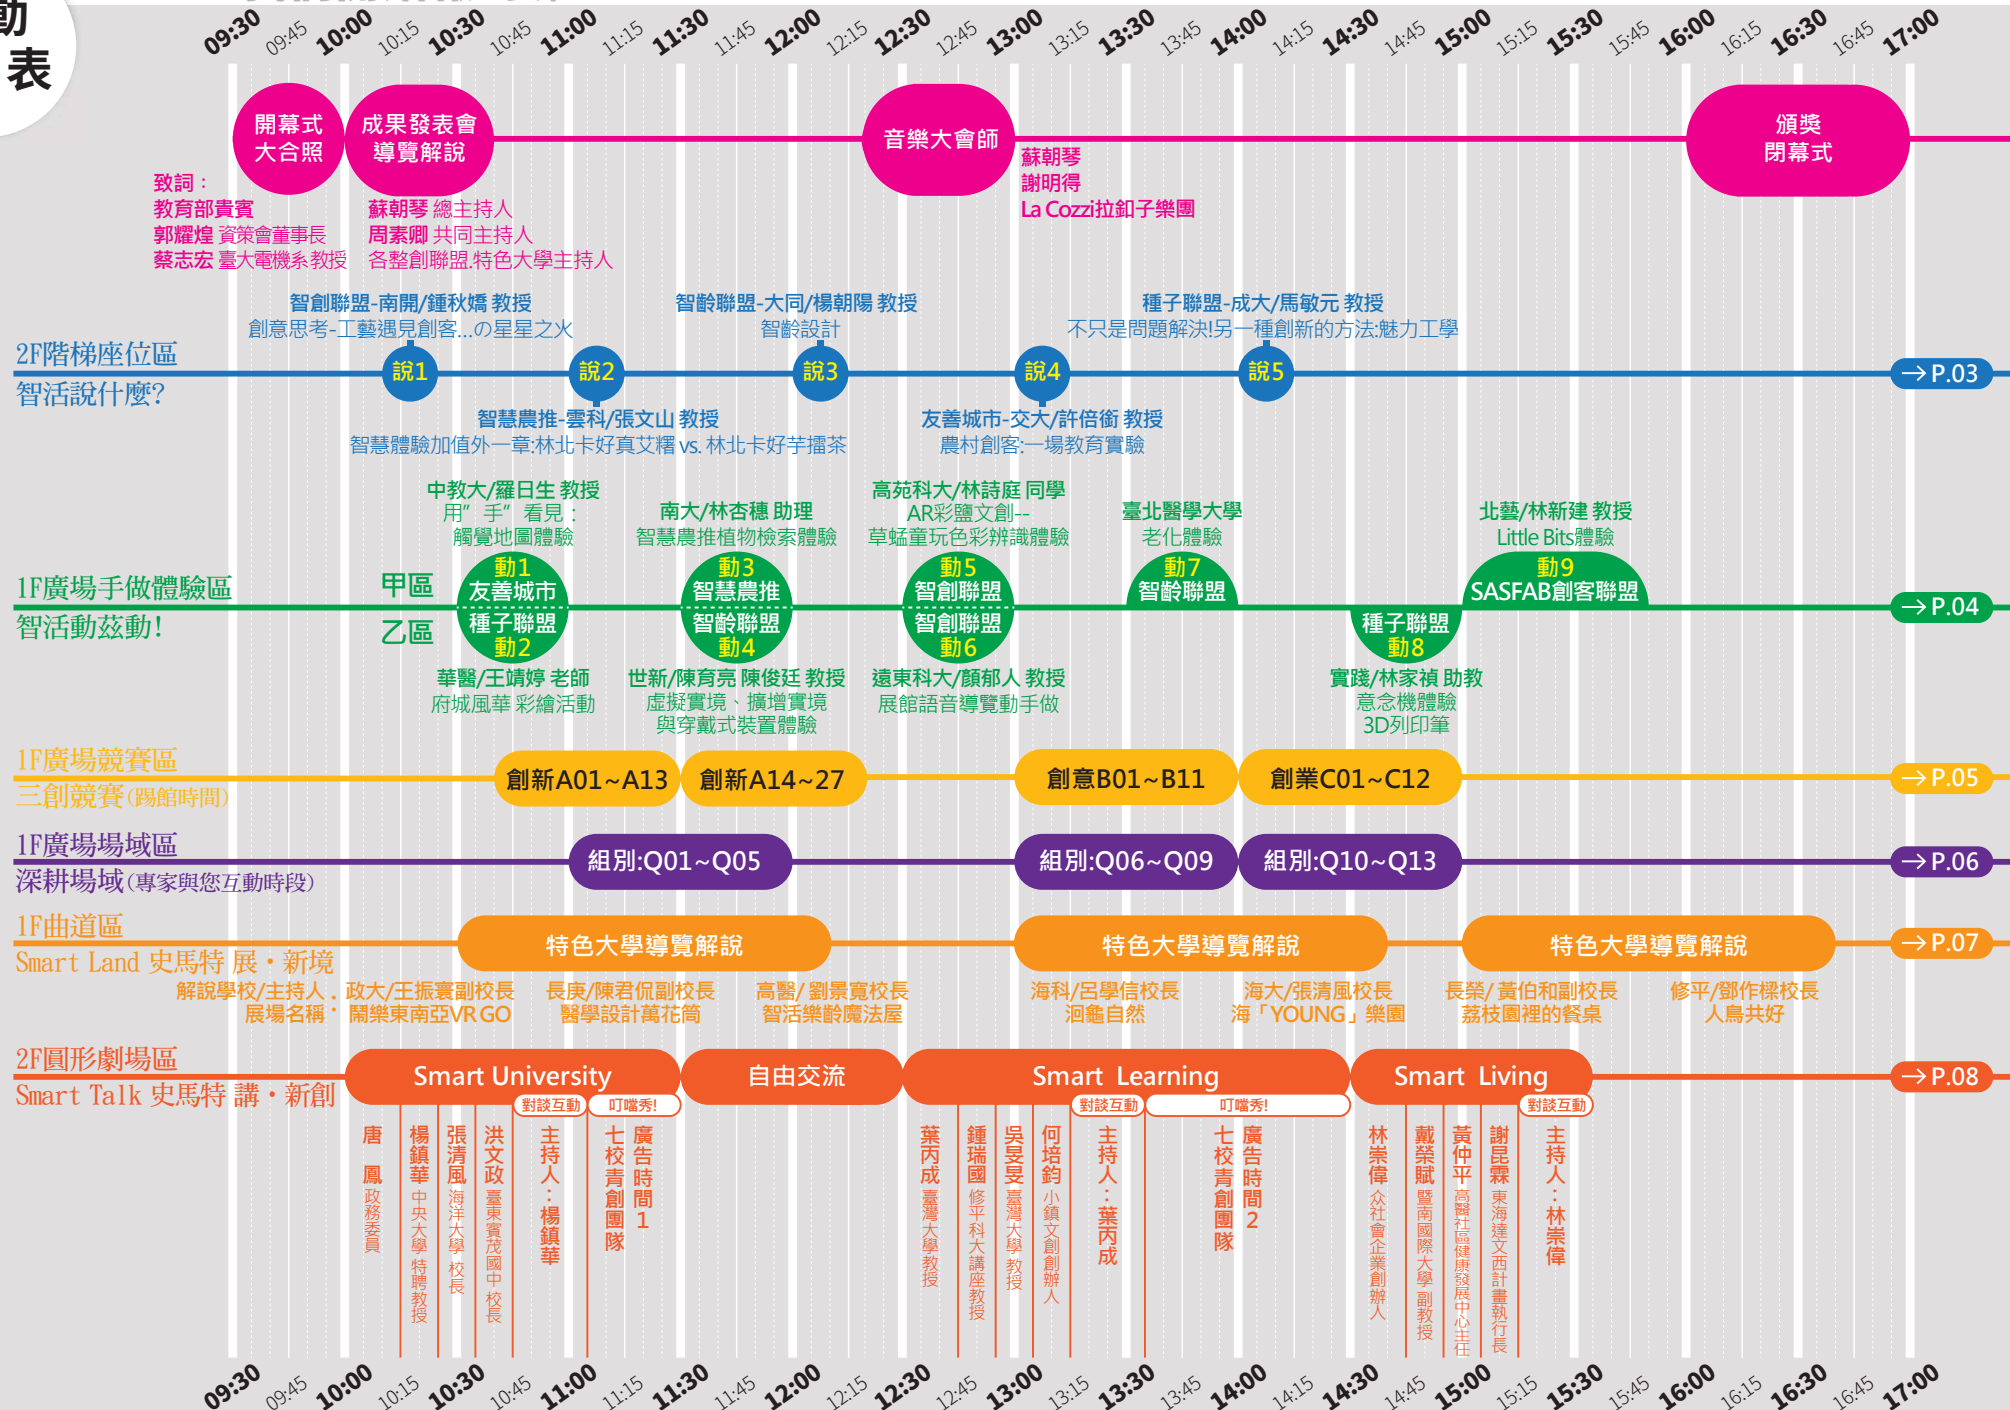 動
表
09:30 09:45 10:00 10:15 10:30 10:45 11:00 11:15 11:30 11:45 12:00 12:15 12:30 12:45 13:00 13:15 13:30 13:45 14:00 14:15 14:30 14:45 15:00 15:15 15:30 15:45 16:00 16:15 16:30 16:45 17:00
開幕式
大合照
成果發表會
導覽解說
音樂大會師
頒獎
閉幕式
致詞：
教育部貴賓
郭耀煌 資策會董事長
蔡志宏 臺大電機系教授
蘇朝琴 總主持人
周素卿 共同主持人
各整創聯盟.特色大學主持人
蘇朝琴
謝明得
La Cozzi拉釦子樂團
2F階梯座位區
智活說什麼?
智創聯盟-南開/鍾秋嬌 教授
創意思考-工藝遇見創客...の星星之火
說1
說2
智慧農推-雲科/張文山 教授
智慧體驗加值外一章:林北卡好真艾糬 vs. 林北卡好芋擂茶
智齡聯盟-大同/楊朝陽 教授
智齡設計
說3
說4
友善城市-交大/許倍銜 教授
農村創客:一場教育實驗
種子聯盟-成大/馬敏元 教授
不只是問題解決!另一種創新的方法:魅力工學
說5
→P.03
1F廣場手做體驗區
智活動茲動!
甲區
乙區
中教大/羅日生 教授
用”手”看見：
觸覺地圖體驗
動1
友善城市
種子聯盟
動2
華醫/王靖婷 老師
府城風華 彩繪活動
南大/林杏穗 助理
智慧農推植物檢索體驗
動3
智慧農推
智齡聯盟
動4
世新/陳育亮 陳俊廷 教授
虛擬實境、擴增實境
與穿戴式裝置體驗
高苑科大/林詩庭 同學
AR彩鹽文創--
草蜢童玩色彩辨識體驗
動5
智創聯盟
智創聯盟
動6
遠東科大/顏郁人 教授
展館語音導覽動手做
臺北醫學大學
老化體驗
動7
智齡聯盟
種子聯盟
動8
實踐/林家禎 助教
意念機體驗
3D列印筆
北藝/林新建 教授
Little Bits體驗
動9
SASFAB創客聯盟
→P.04
1F廣場競賽區
三創競賽(踢館時間)
創新A01~A13
創新A14~27
創意B01~B11
創業C01~C12
→P.05
1F廣場場域區
深耕場域(專家與您互動時段)
組別:Q01~Q05
組別:Q06~Q09
組別:Q10~Q13
→P.06
1F曲道區
Smart Land 史馬特 展・新境
特色大學導覽解說
特色大學導覽解說
特色大學導覽解說
→P.07
解說學校/主持人：
展場名稱：
政大/王振寰副校長
鬧樂東南亞VR GO
長庚/陳君侃副校長
醫學設計萬花筒
高醫/ 劉景寬校長
智活樂齡魔法屋
海科/呂學信校長
洄龜自然
海大/張清風校長
海「YOUNG」樂園
長榮/ 黃伯和副校長
荔枝園裡的餐桌
修平/鄧作樑校長
人鳥共好
2F圓形劇場區
Smart Talk 史馬特 講・新創
Smart University
自由交流
Smart Learning
Smart Living
→P.08
對談互動
叮噹秀!
對談互動
叮噹秀!
對談互動
唐 鳳 政務委員
楊鎮華 中央大學 特聘教授
張清風 海洋大學 校長
洪文政 臺東賓茂國中 校長
主持人：楊鎮華
廣告時間1
七校青創團隊
葉丙成 臺灣大學教授
鍾瑞國 修平科大講座教授
吳旻旻 臺灣大學 教授
何培鈞 小鎮文創創辦人
主持人：葉丙成
廣告時間2
七校青創團隊
林崇偉 众社會企業創辦人
戴榮賦 暨南國際大學 副教授
黃仲平 高醫社區健康發展中心主任
謝昆霖 東海達文西計畫執行長
主持人：林崇偉
09:30 09:45 10:00 10:15 10:30 10:45 11:00 11:15 11:30 11:45 12:00 12:15 12:30 12:45 13:00 13:15 13:30 13:45 14:00 14:15 14:30 14:45 15:00 15:15 15:30 15:45 16:00 16:15 16:30 16:45 17:00